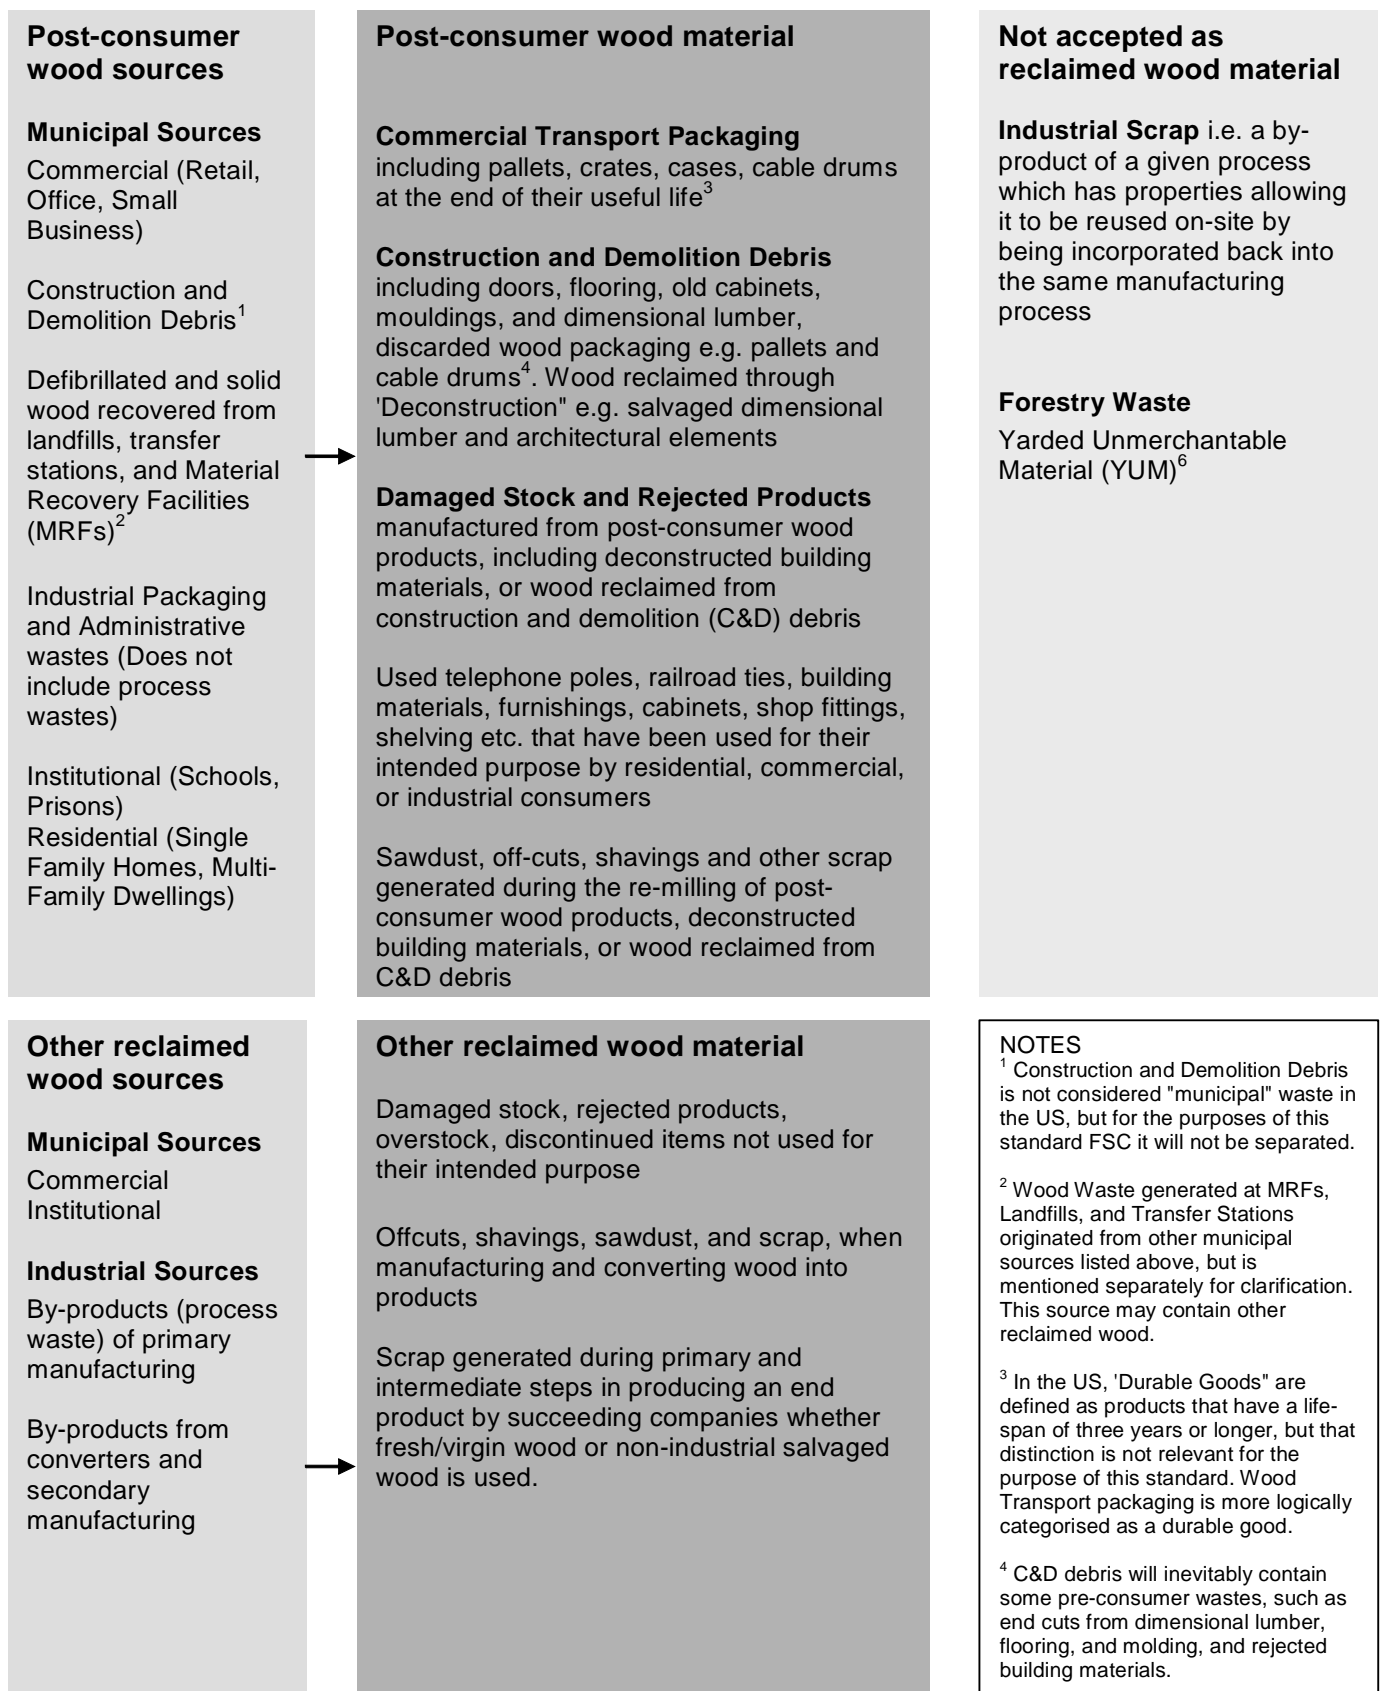 Post-consumer
wood sources
Municipal Sources
Commercial (Retail,
Office, Small
Business)
Construction and
Demolition Debris¹
Defibrillated and solid
wood recovered from
landfills, transfer
stations, and Material
Recovery Facilities
(MRFs)²
Industrial Packaging
and Administrative
wastes (Does not
include process
wastes)
Institutional (Schools,
Prisons)
Residential (Single
Family Homes, Multi-
Family Dwellings)
Post-consumer wood material
Commercial Transport Packaging
including pallets, crates, cases, cable drums
at the end of their useful life³
Construction and Demolition Debris
including doors, flooring, old cabinets,
mouldings, and dimensional lumber,
discarded wood packaging e.g. pallets and
cable drums⁴. Wood reclaimed through
'Deconstruction" e.g. salvaged dimensional
lumber and architectural elements
Damaged Stock and Rejected Products
manufactured from post-consumer wood
products, including deconstructed building
materials, or wood reclaimed from
construction and demolition (C&D) debris
Used telephone poles, railroad ties, building
materials, furnishings, cabinets, shop fittings,
shelving etc. that have been used for their
intended purpose by residential, commercial,
or industrial consumers
Sawdust, off-cuts, shavings and other scrap
generated during the re-milling of post-
consumer wood products, deconstructed
building materials, or wood reclaimed from
C&D debris
Not accepted as
reclaimed wood material
Industrial Scrap i.e. a by-
product of a given process
which has properties allowing
it to be reused on-site by
being incorporated back into
the same manufacturing
process
Forestry Waste
Yarded Unmerchantable
Material (YUM)⁶
Other reclaimed
wood sources
Municipal Sources
Commercial
Institutional
Industrial Sources
By-products (process
waste) of primary
manufacturing
By-products from
converters and
secondary
manufacturing
Other reclaimed wood material
Damaged stock, rejected products,
overstock, discontinued items not used for
their intended purpose
Offcuts, shavings, sawdust, and scrap, when
manufacturing and converting wood into
products
Scrap generated during primary and
intermediate steps in producing an end
product by succeeding companies whether
fresh/virgin wood or non-industrial salvaged
wood is used.
NOTES
¹ Construction and Demolition Debris
is not considered "municipal" waste in
the US, but for the purposes of this
standard FSC it will not be separated.
² Wood Waste generated at MRFs,
Landfills, and Transfer Stations
originated from other municipal
sources listed above, but is
mentioned separately for clarification.
This source may contain other
reclaimed wood.
³ In the US, 'Durable Goods" are
defined as products that have a life-
span of three years or longer, but that
distinction is not relevant for the
purpose of this standard. Wood
Transport packaging is more logically
categorised as a durable good.
⁴ C&D debris will inevitably contain
some pre-consumer wastes, such as
end cuts from dimensional lumber,
flooring, and molding, and rejected
building materials.